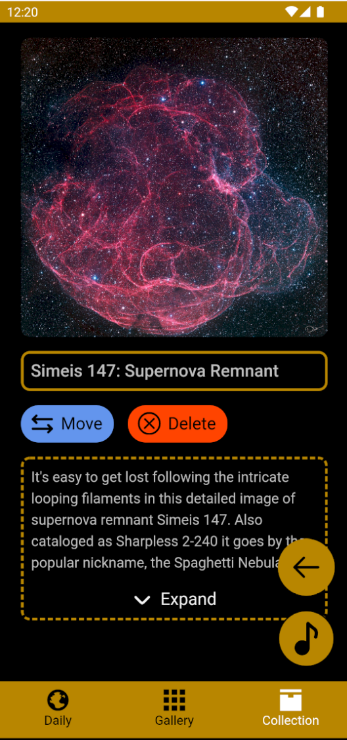 12:20
Simeis 147: Supernova Remnant
Move
Delete
It's easy to get lost following the intricate
looping filaments in this detailed image of
supernova remnant Simeis 147. Also
cataloged as Sharpless 2-240 it goes by the
popular nickname, the Spaghetti Nebula
Expand
Daily
Gallery
Collection